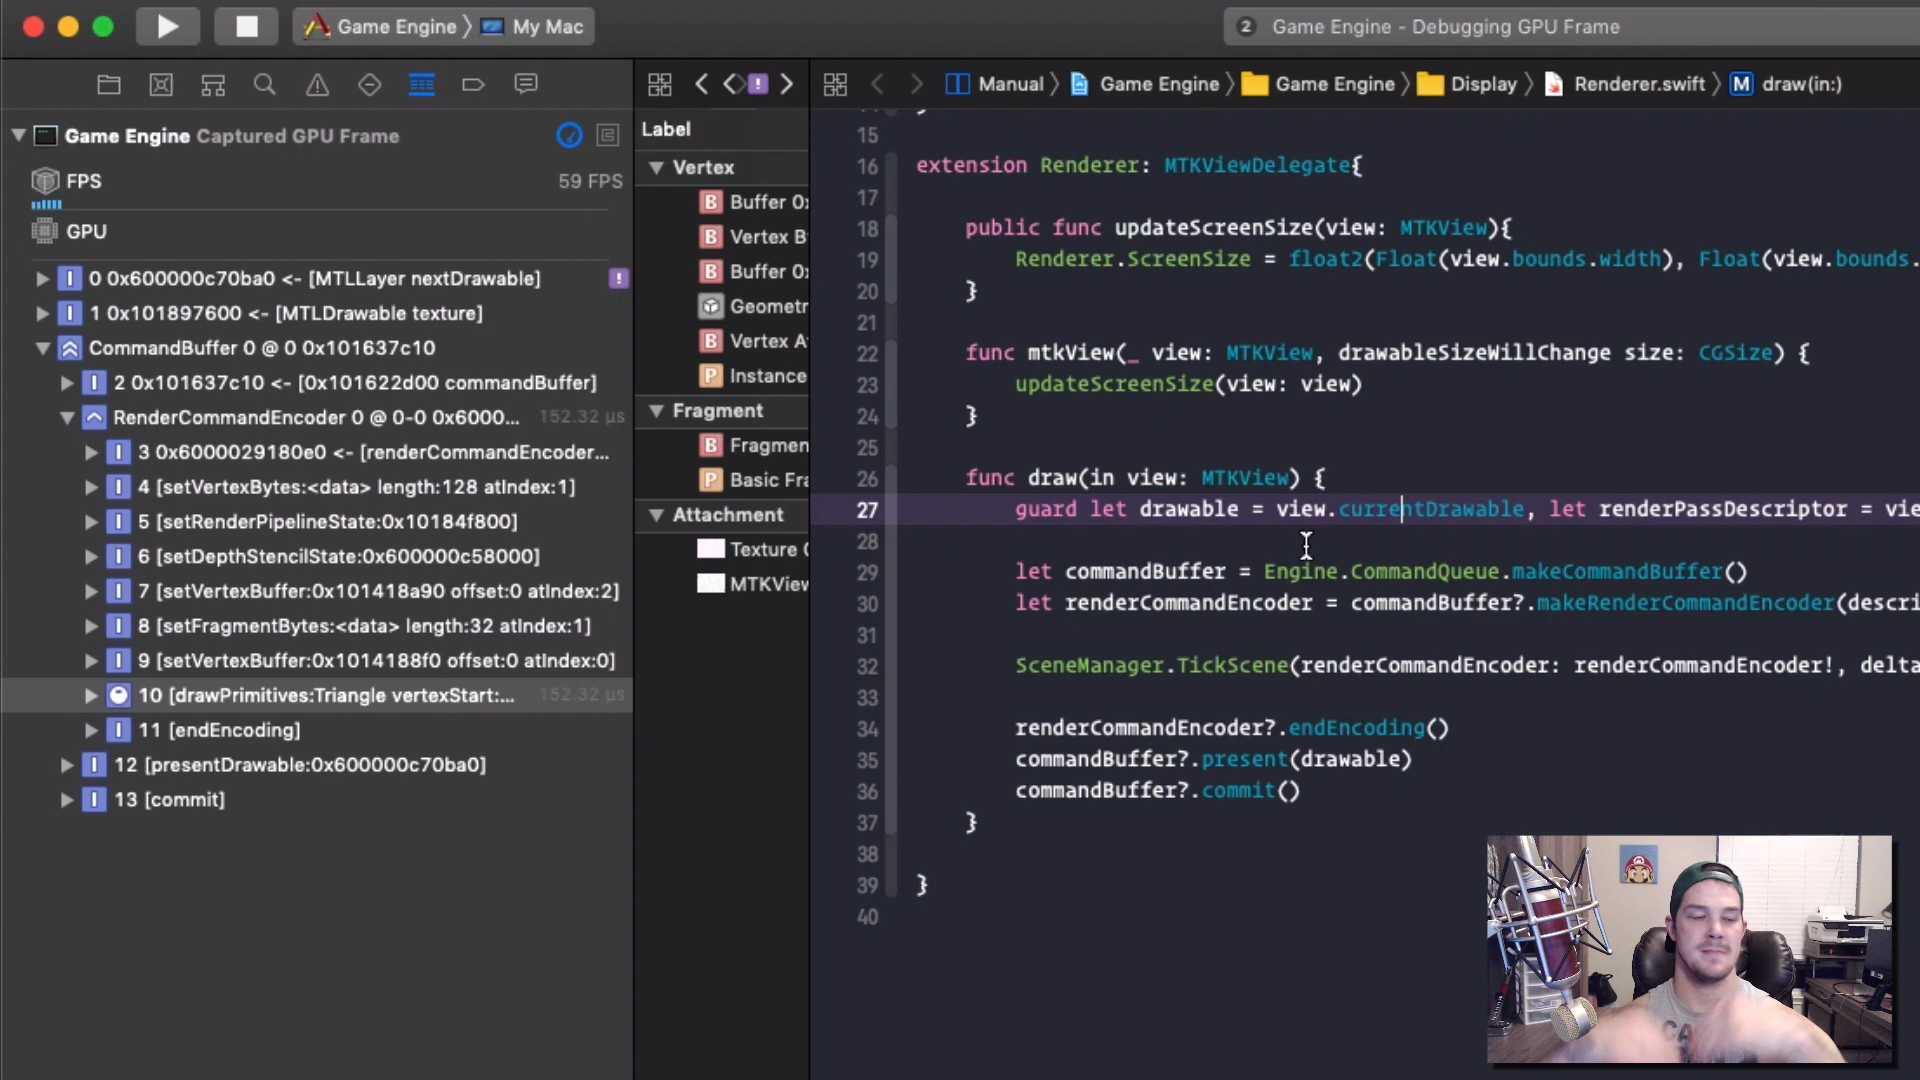 Game Engine 〉 My Mac
2 Game Engine - Debugging GPU Frame
Manual 〉 Game Engine 〉 Game Engine 〉 Display 〉 Renderer.swift 〉 M draw(in:)
Game Engine Captured GPU Frame
FPS 59 FPS
GPU
0 0x600000c70ba0 <- [MTLLayer nextDrawable]
1 0x101897600 <- [MTLDrawable texture]
CommandBuffer 0 @ 0 0x101637c10
2 0x101637c10 <- [0x101622d00 commandBuffer]
RenderCommandEncoder 0 @ 0-0 0x6000... 152.32 µs
3 0x6000029180e0 <- [renderCommandEncoder...
4 [setVertexBytes:<data> length:128 atIndex:1]
5 [setRenderPipelineState:0x10184f800]
6 [setDepthStencilState:0x600000c58000]
7 [setVertexBuffer:0x101418a90 offset:0 atIndex:2]
8 [setFragmentBytes:<data> length:32 atIndex:1]
9 [setVertexBuffer:0x1014188f0 offset:0 atIndex:0]
10 [drawPrimitives:Triangle vertexStart:... 152.32 µs
11 [endEncoding]
12 [presentDrawable:0x600000c70ba0]
13 [commit]
Label
Vertex
B Buffer 0
B Vertex B
B Buffer 0
Geometr
B Vertex A
P Instance
Fragment
B Fragmen
P Basic Fra
Attachment
Texture
MTKView
15
16 extension Renderer: MTKViewDelegate{
17
18 public func updateScreenSize(view: MTKView){
19 Renderer.ScreenSize = float2(Float(view.bounds.width), Float(view.bounds.
20 }
21
22 func mtkView(_ view: MTKView, drawableSizeWillChange size: CGSize) {
23 updateScreenSize(view: view)
24 }
25
26 func draw(in view: MTKView) {
27 guard let drawable = view.currentDrawable, let renderPassDescriptor = vie
28
29 let commandBuffer = Engine.CommandQueue.makeCommandBuffer()
30 let renderCommandEncoder = commandBuffer?.makeRenderCommandEncoder(descri
31
32 SceneManager.TickScene(renderCommandEncoder: renderCommandEncoder!, delta
33
34 renderCommandEncoder?.endEncoding()
35 commandBuffer?.present(drawable)
36 commandBuffer?.commit()
37 }
38
39 }
40